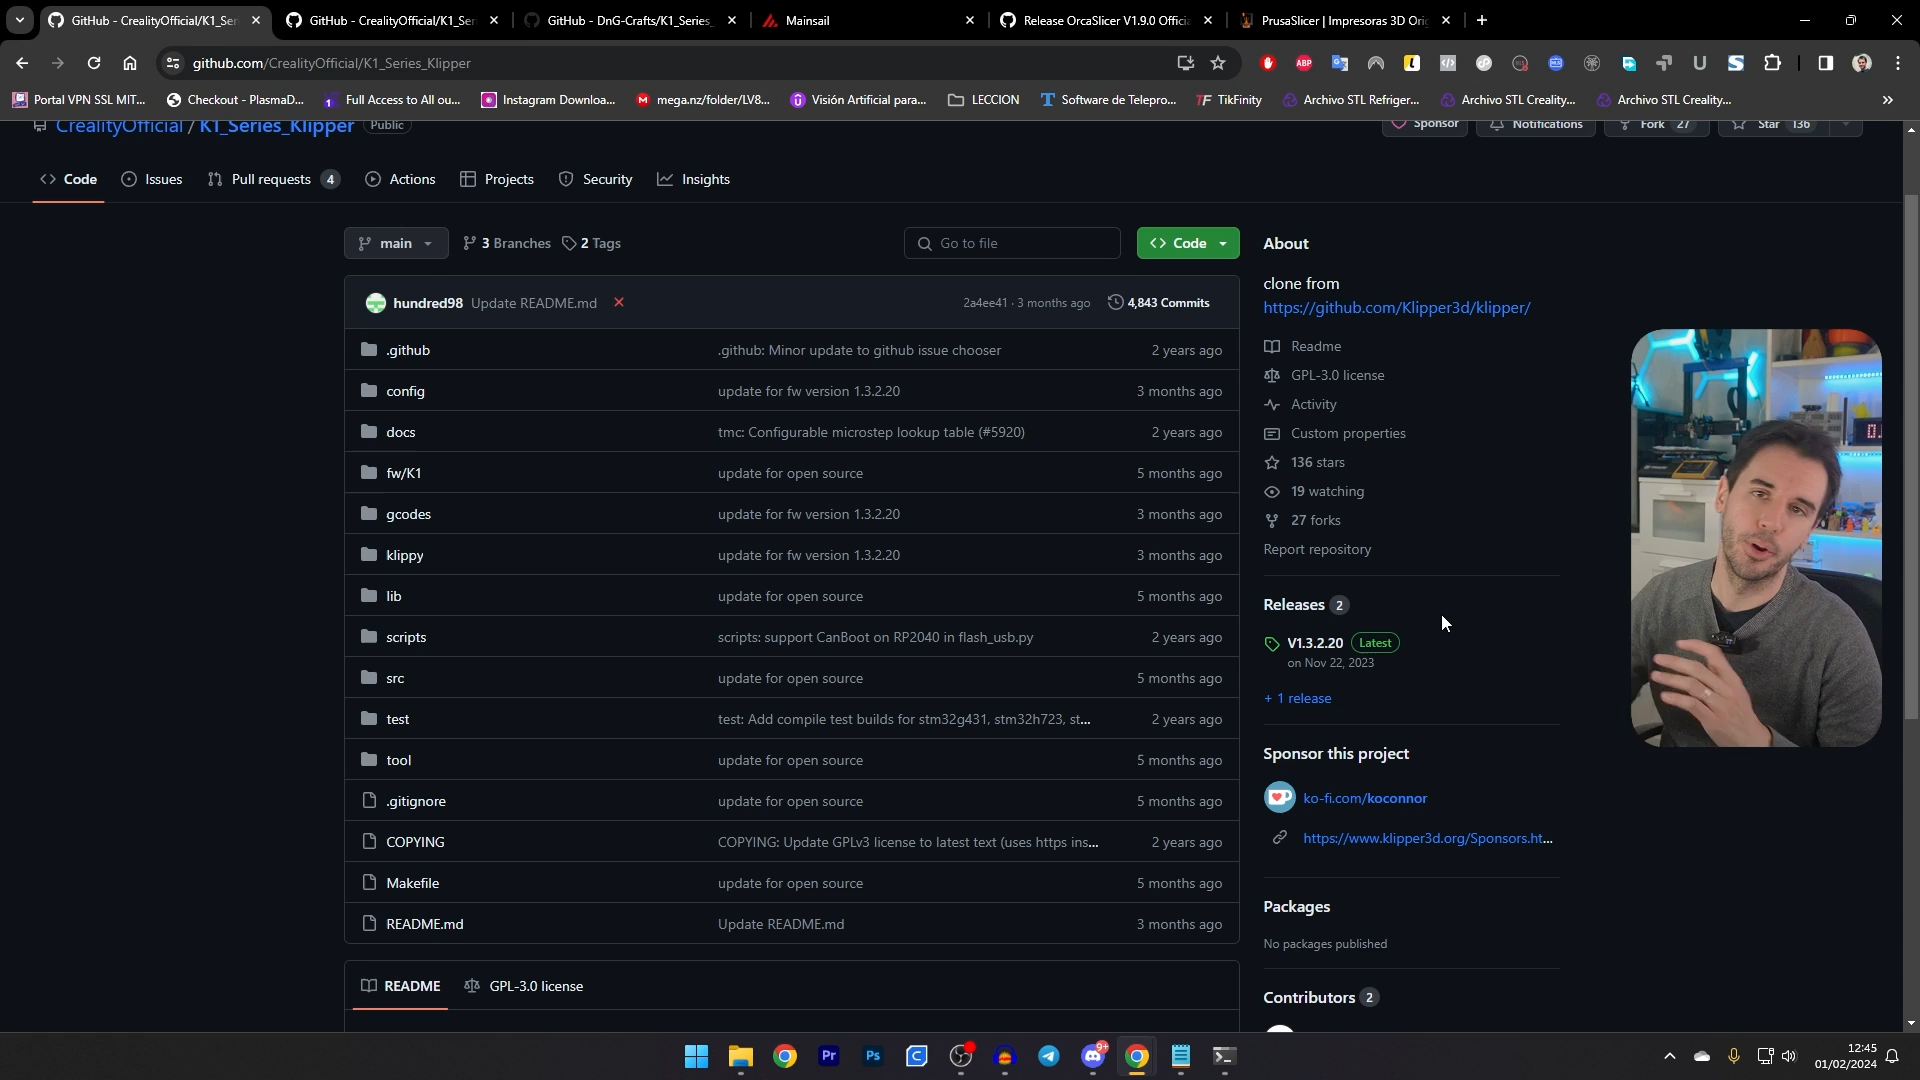 GitHub - CrealityOfficial/K1_Ser
GitHub - CrealityOfficial/K1_Ser
GitHub - DnG-Crafts/K1_Series_
Mainsail
Release OrcaSlicer V1.9.0 Officia
PrusaSlicer | Impresoras 3D Ori
github.com/CrealityOfficial/K1_Series_Klipper
Portal VPN SSL MIT...
Checkout - PlasmaD...
Full Access to All ou...
Instagram Downloa...
mega.nz/folder/LV8...
Visión Artificial para...
LECCION
Software de Telepro...
TikFinity
Archivo STL Refriger...
Archivo STL Creality...
Archivo STL Creality...
CrealityOfficial / K1_Series_Klipper Public
Sponsor
Notifications
Fork 27
Star 136
Code
Issues
Pull requests 4
Actions
Projects
Security
Insights
main
3 Branches
2 Tags
Go to file
Code
hundred98 Update README.md
2a4ee41 · 3 months ago
4,843 Commits
.github .github: Minor update to github issue chooser 2 years ago
config update for fw version 1.3.2.20 3 months ago
docs tmc: Configurable microstep lookup table (#5920) 2 years ago
fw/K1 update for open source 5 months ago
gcodes update for fw version 1.3.2.20 3 months ago
klippy update for fw version 1.3.2.20 3 months ago
lib update for open source 5 months ago
scripts scripts: support CanBoot on RP2040 in flash_usb.py 2 years ago
src update for open source 5 months ago
test test: Add compile test builds for stm32g431, stm32h723, st... 2 years ago
tool update for open source 5 months ago
.gitignore update for open source 5 months ago
COPYING COPYING: Update GPLv3 license to latest text (uses https ins... 2 years ago
Makefile update for open source 5 months ago
README.md Update README.md 3 months ago
README
GPL-3.0 license
About
clone from
https://github.com/Klipper3d/klipper/
Readme
GPL-3.0 license
Activity
Custom properties
136 stars
19 watching
27 forks
Report repository
Releases 2
V1.3.2.20 Latest
on Nov 22, 2023
+ 1 release
Sponsor this project
ko-fi.com/koconnor
https://www.klipper3d.org/Sponsors.ht...
Packages
No packages published
Contributors 2
12:45
01/02/2024